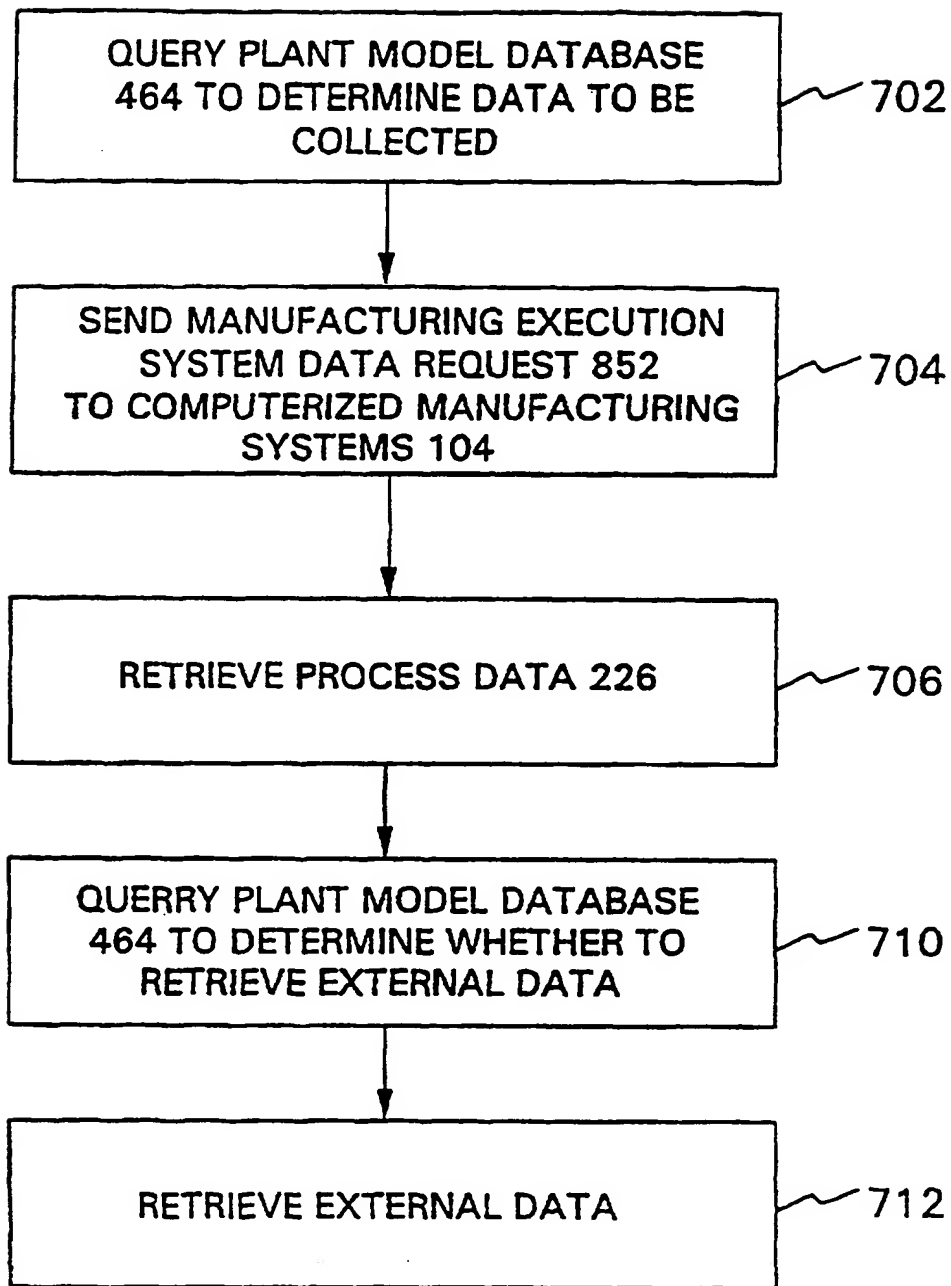 QUERY PLANT MODEL DATABASE
464 TO DETERMINE DATA TO BE
COLLECTED
702
SEND MANUFACTURING EXECUTION
SYSTEM DATA REQUEST 852
TO COMPUTERIZED MANUFACTURING
SYSTEMS 104
704
RETRIEVE PROCESS DATA 226
706
QUERRY PLANT MODEL DATABASE
464 TO DETERMINE WHETHER TO
RETRIEVE EXTERNAL DATA
710
RETRIEVE EXTERNAL DATA
712